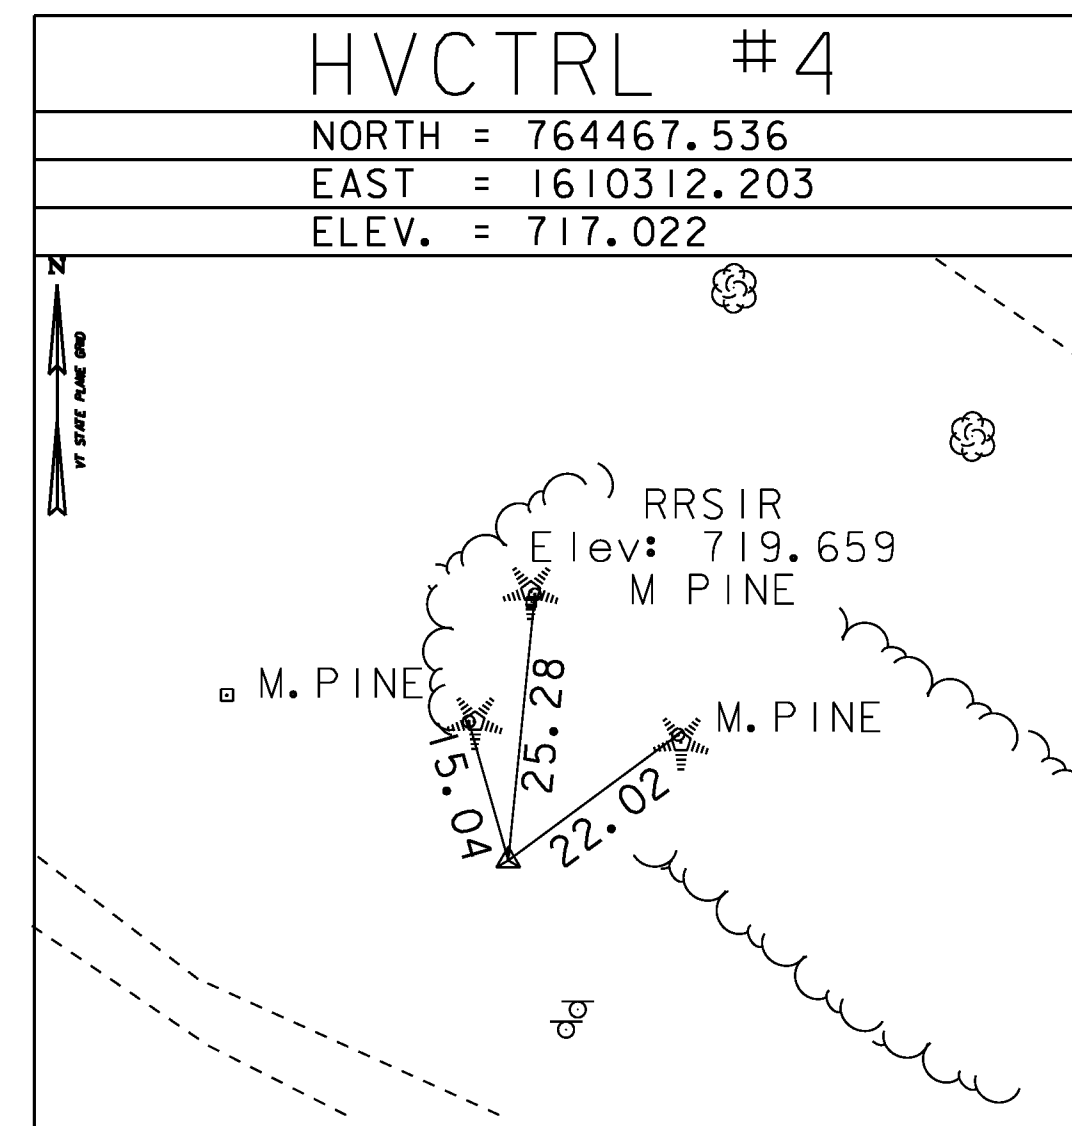 HVCTRL #4
NORTH = 764467.536
EAST = 1610312.203
ELEV. = 717.022
N
VT STATE PLANE GRID
RRSIR
Elev: 719.659
M PINE
M.PINE
M.PINE
15.04
25.28
22.02